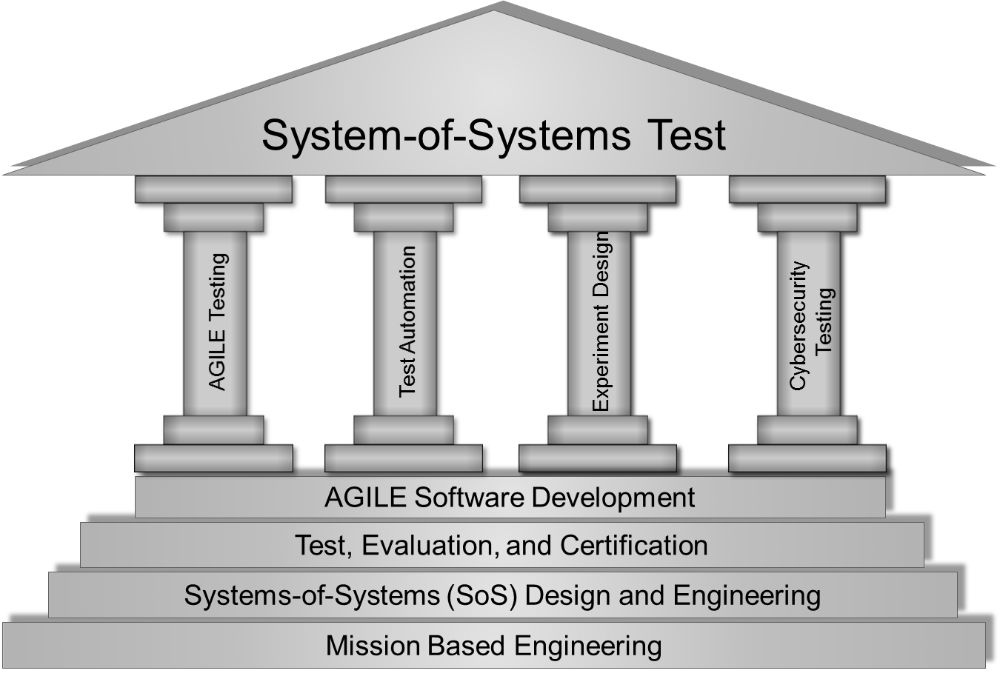 System-of-Systems Test
AGILE Testing
Test Automation
Experiment Design
Cybersecurity
Testing
AGILE Software Development
Test, Evaluation, and Certification
Systems-of-Systems (SoS) Design and Engineering
Mission Based Engineering